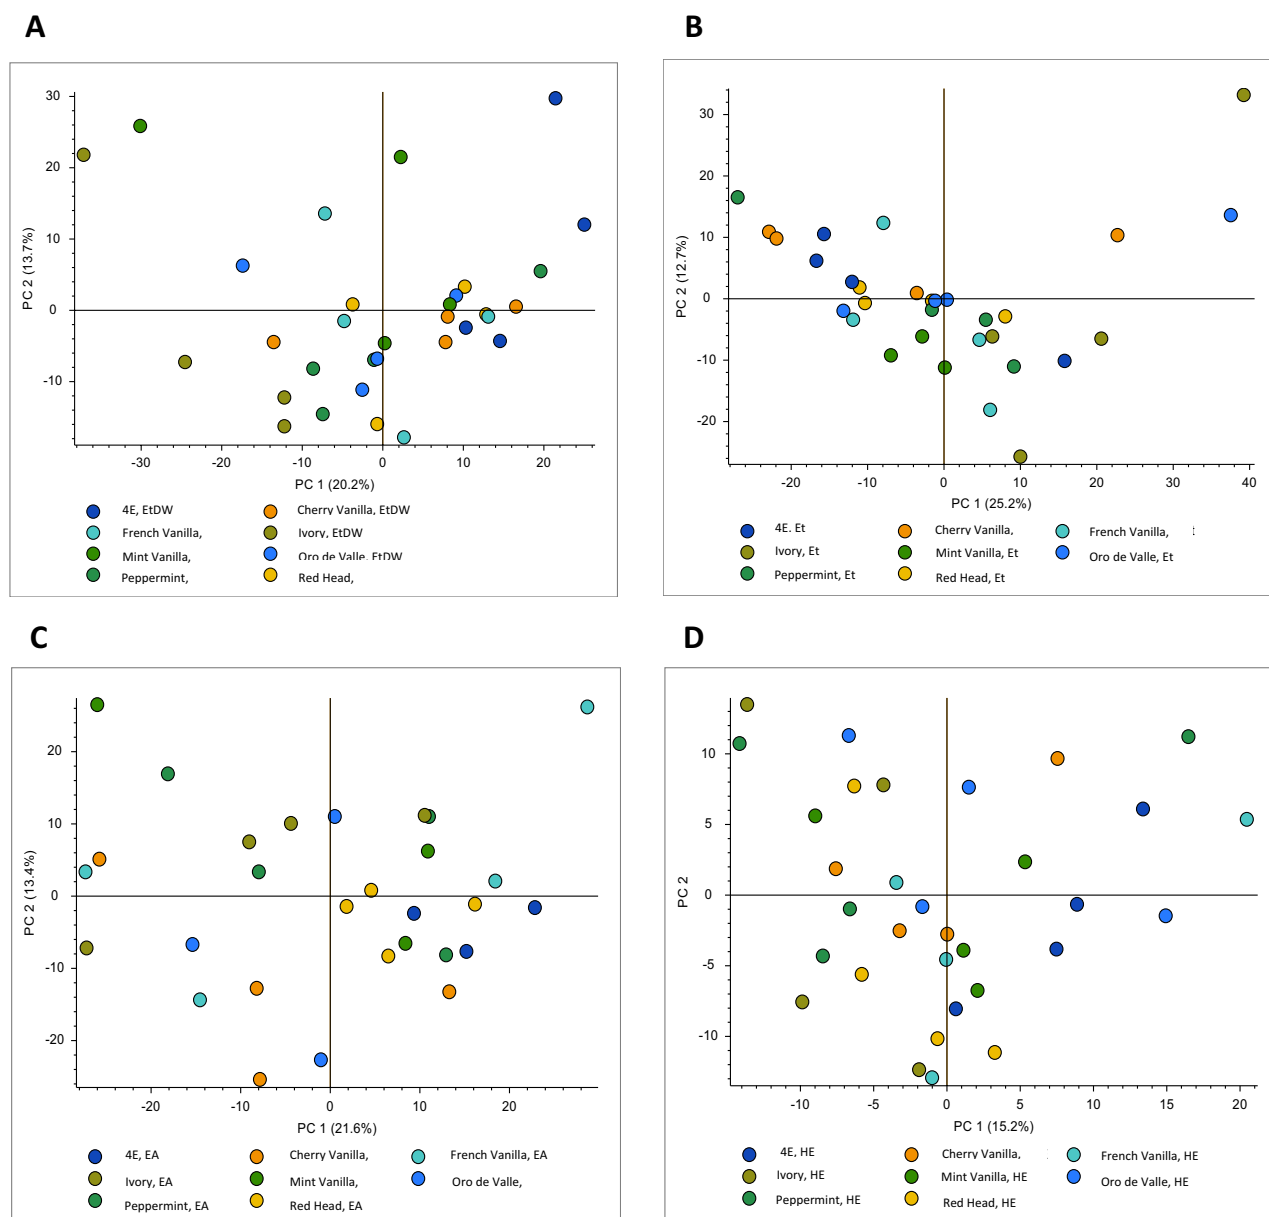 A
30
20
10
0
-10
-30
-20
-10
0
10
20
PC 2 (13.7%)
PC 1 (20.2%)
4E, EtDW
Cherry Vanilla, EtDW
French Vanilla,
Ivory, EtDW
Mint Vanilla,
Oro de Valle, EtDW
Peppermint,
Red Head,
B
30
20
10
0
-10
-20
-20
-10
0
10
20
30
40
PC 2 (12.7%)
PC 1 (25.2%)
4E. Et
Cherry Vanilla,
French Vanilla,
Ivory, Et
Mint Vanilla, Et
Oro de Valle, Et
Peppermint, Et
Red Head, Et
C
20
10
0
-10
-20
-20
-10
0
10
20
PC 2 (13.4%)
PC 1 (21.6%)
4E, EA
Cherry Vanilla,
French Vanilla, EA
Ivory, EA
Mint Vanilla,
Oro de Valle,
Peppermint, EA
Red Head, EA
D
10
5
0
-5
-10
-10
-5
0
5
10
15
20
PC 2
PC 1 (15.2%)
4E, HE
Cherry Vanilla,
French Vanilla, HE
Ivory, HE
Mint Vanilla, HE
Oro de Valle, HE
Peppermint, HE
Red Head, HE